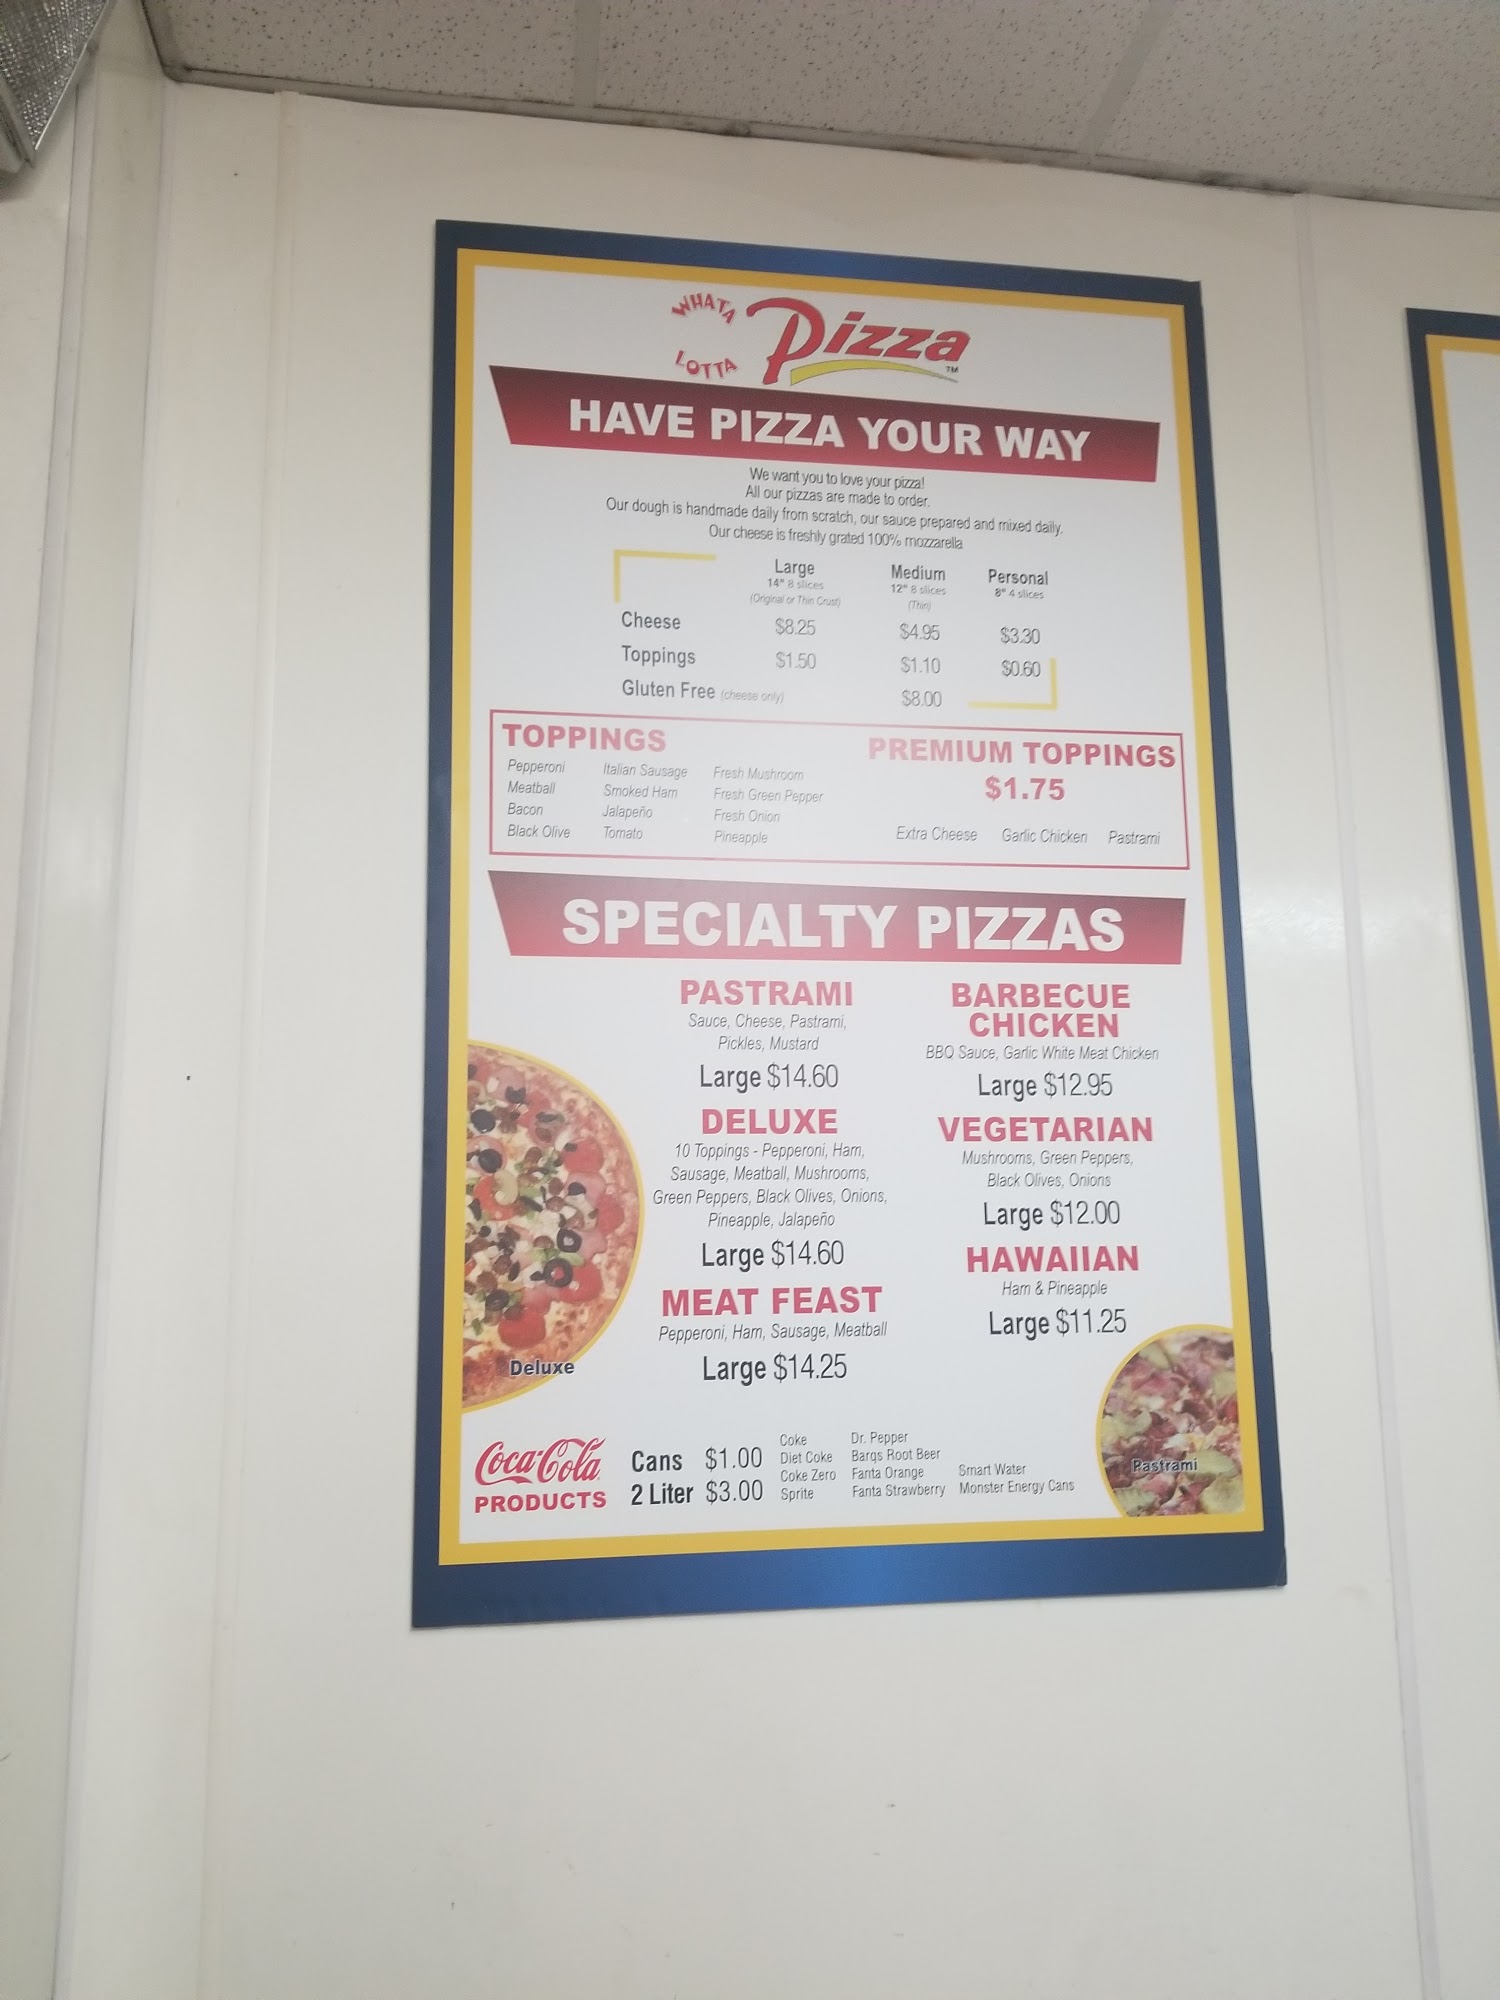 WHATA LOTTA Pizza TM
HAVE PIZZA YOUR WAY
We want you to love your pizza!
All our pizzas are made to order.
Our dough is handmade daily from scratch, our sauce prepared and mixed daily.
Our cheese is freshly grated 100% mozzarella
Large Medium Personal
14" 8 slices 12" 8 slices 8" 4 slices
(Original or Thin Crust) (Thin)
Cheese $8.25 $4.95 $3.30
Toppings $1.50 $1.10 $0.60
Gluten Free (cheese only) $8.00
TOPPINGS
Pepperoni Italian Sausage Fresh Mushroom
Meatball Smoked Ham Fresh Green Pepper
Bacon Jalapeño Fresh Onion
Black Olive Tomato Pineapple
PREMIUM TOPPINGS
$1.75
Extra Cheese Garlic Chicken Pastrami
SPECIALTY PIZZAS
PASTRAMI
Sauce, Cheese, Pastrami,
Pickles, Mustard
Large $14.60
DELUXE
10 Toppings - Pepperoni, Ham,
Sausage, Meatball, Mushrooms,
Green Peppers, Black Olives, Onions,
Pineapple, Jalapeño
Large $14.60
MEAT FEAST
Pepperoni, Ham, Sausage, Meatball
Large $14.25
BARBECUE
CHICKEN
BBQ Sauce, Garlic White Meat Chicken
Large $12.95
VEGETARIAN
Mushrooms, Green Peppers,
Black Olives, Onions
Large $12.00
HAWAIIAN
Ham & Pineapple
Large $11.25
Deluxe
Pastrami
Coca-Cola
PRODUCTS
Cans $1.00
2 Liter $3.00
Coke Dr. Pepper
Diet Coke Barqs Root Beer
Coke Zero Fanta Orange Smart Water
Sprite Fanta Strawberry Monster Energy Cans